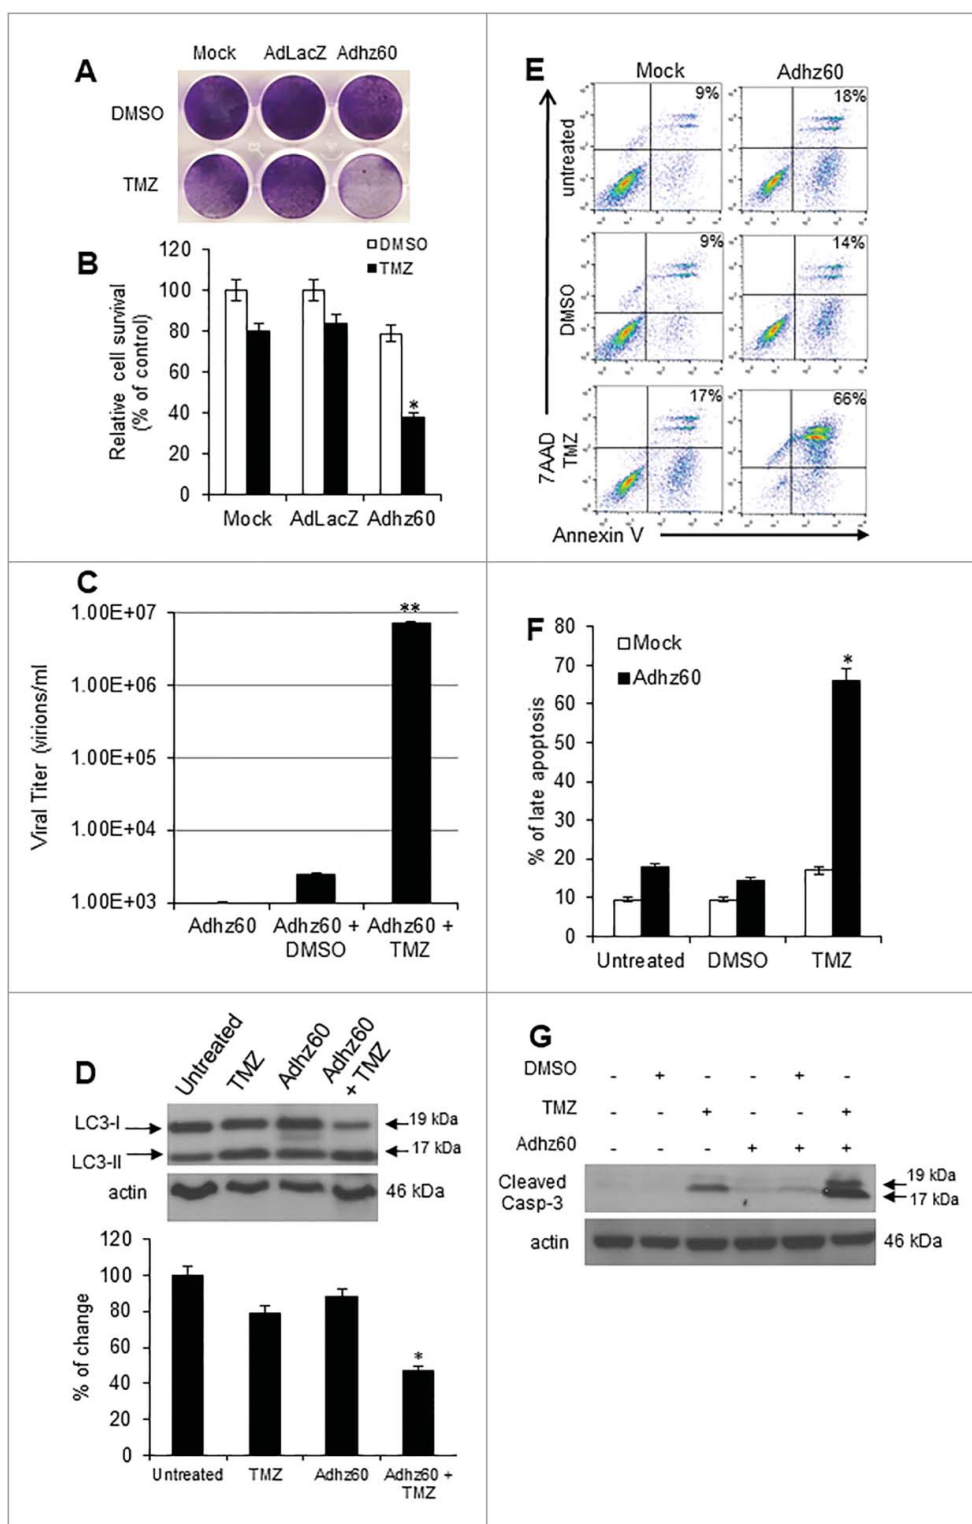 A
Mock AdLacZ Adhz60
DMSO
TMZ
B
DMSO
TMZ
Relative cell survival
(% of control)
120
100
80
60
40
20
0
*
Mock AdLacZ Adhz60
C
Viral Titer (virions/ml
1.00E+07
1.00E+06
1.00E+05
1.00E+04
1.00E+03
**
Adhz60 Adhz60 + Adhz60 +
DMSO TMZ
D
Untreated
TMZ
Adhz60
Adhz60
+ TMZ
LC3-I
19 kDa
LC3-II
17 kDa
actin
46 kDa
% of change
120
100
80
60
40
20
0
*
Untreated TMZ Adhz60 Adhz60 +
TMZ
E
Mock Adhz60
untreated
9% 18%
DMSO
9% 14%
TMZ
17% 66%
7AAD
Annexin V
F
Mock
Adhz60
% of late apoptosis
80
70
60
50
40
30
20
10
0
*
Untreated DMSO TMZ
G
DMSO - + - - + -
TMZ - - + - - +
Adhz60 - - - + + +
Cleaved
Casp-3
19 kDa
17 kDa
actin
46 kDa